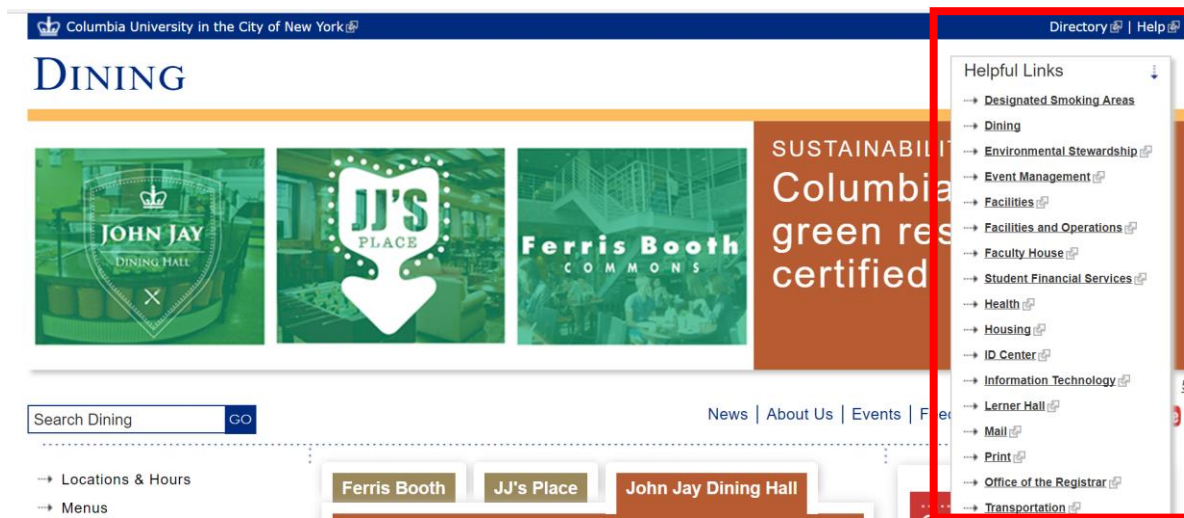 Columbia University in the City of New York
Directory | Help
DINING
Helpful Links
Designated Smoking Areas
Dining
Environmental Stewardship
Event Management
Facilities
Facilities and Operations
Faculty House
Student Financial Services
Health
Housing
ID Center
Information Technology
Lerner Hall
Mail
Print
Office of the Registrar
Transportation
JOHN JAY
DINING HALL
JJ'S
PLACE
Ferris Booth
COMMONS
SUSTAINABILI
Columbia
green res
certified
Search Dining GO
News | About Us | Events |
Locations & Hours
Menus
Ferris Booth
JJ's Place
John Jay Dining Hall